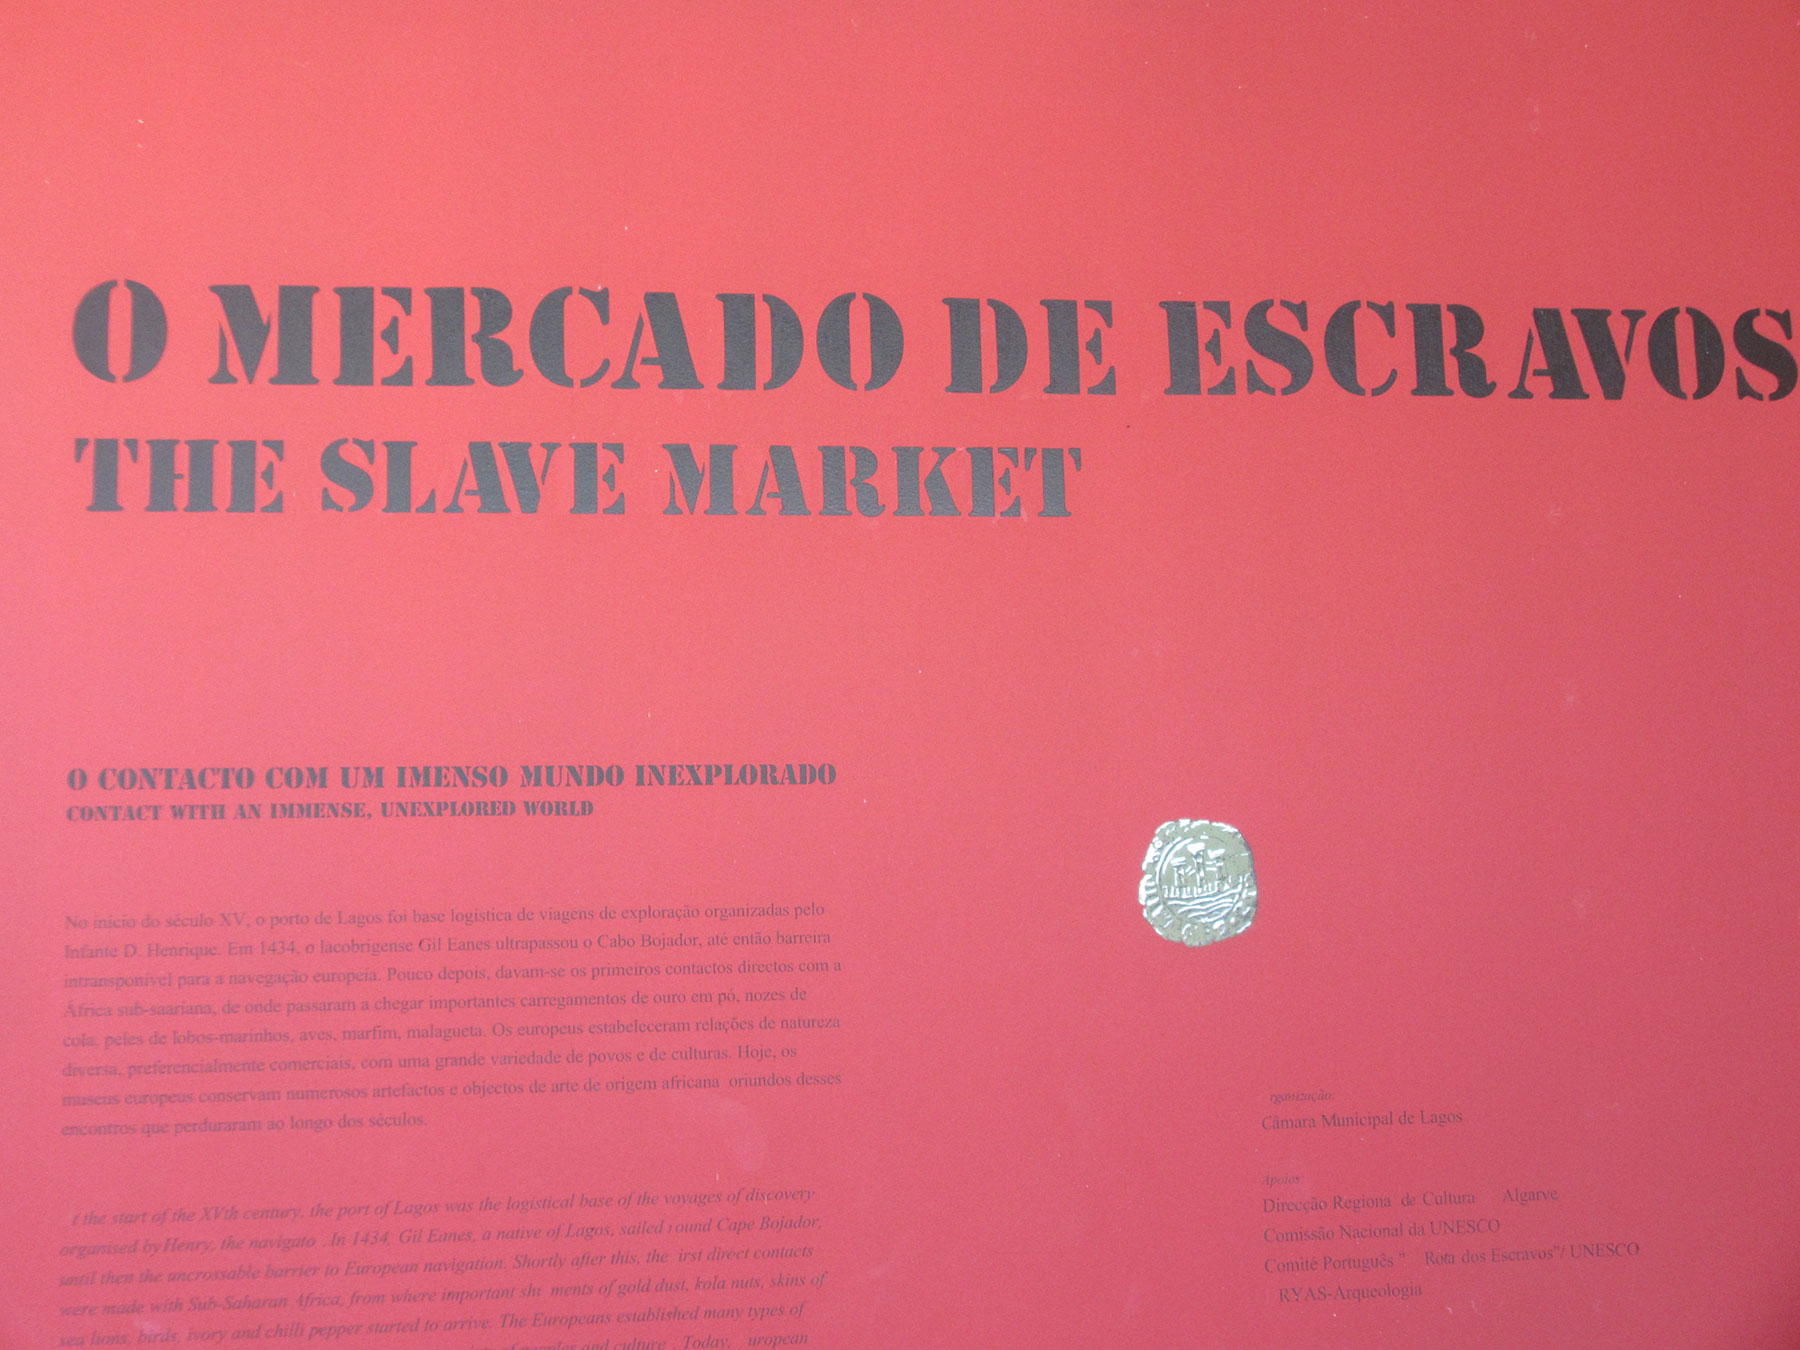 O MERCADO DE ESCRAVOS
THE SLAVE MARKET
O CONTACTO COM UM IMENSO MUNDO INEXPLORADO
CONTACT WITH AN IMMENSE, UNEXPLORED WORLD
No início do século XV, o porto de Lagos foi base logística de viagens de exploração organizadas pelo
Infante D. Henrique. Em 1434, o lacobrigense Gil Eanes ultrapassou o Cabo Bojador, até então barreira
intransponível para a navegação europeia. Pouco depois, davam-se os primeiros contactos directos com a
África sub-saariana, de onde passaram a chegar importantes carregamentos de ouro em pó, nozes de
cola, peles de lobos-marinhos, aves, marfim, malagueta. Os europeus estabeleceram relações de natureza
diversa, preferencialmente comerciais, com uma grande variedade de povos e de culturas. Hoje, os
museus europeus conservam numerosos artefactos e objectos de arte de origem africana oriundos desses
encontros que perduraram ao longo dos séculos.
t the start of the XVth century, the port of Lagos was the logistical base of the voyages of discovery
organised by Henry, the navigato . In 1434, Gil Eanes, a native of Lagos, sailed round Cape Bojador,
until then the uncrossable barrier to European navigation. Shortly after this, the irst direct contacts
were made with Sub-Saharan Africa, from where important shi ments of gold dust, kola nuts, skins of
sea lions, birds, ivory and chilli pepper started to arrive. The Europeans established many types of
of peoples and culture . Today, uropean
rganização:
Câmara Municipal de Lagos
Apoios:
Direcção Regiona de Cultura Algarve
Comissão Nacional da UNESCO
Comité Português " Rota dos Escravos"/ UNESCO
RYAS-Arqueologia